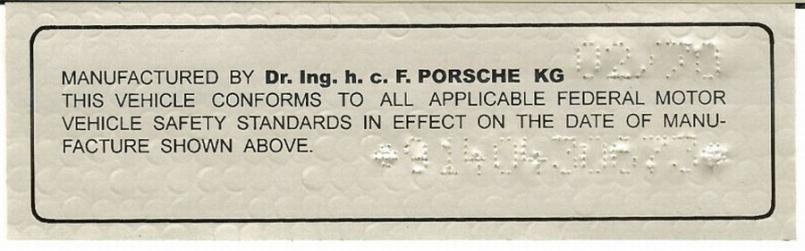 MANUFACTURED BY Dr. Ing. h. c. F. PORSCHE KG 02/70
THIS VEHICLE CONFORMS TO ALL APPLICABLE FEDERAL MOTOR
VEHICLE SAFETY STANDARDS IN EFFECT ON THE DATE OF MANU-
FACTURE SHOWN ABOVE. *9140430673*